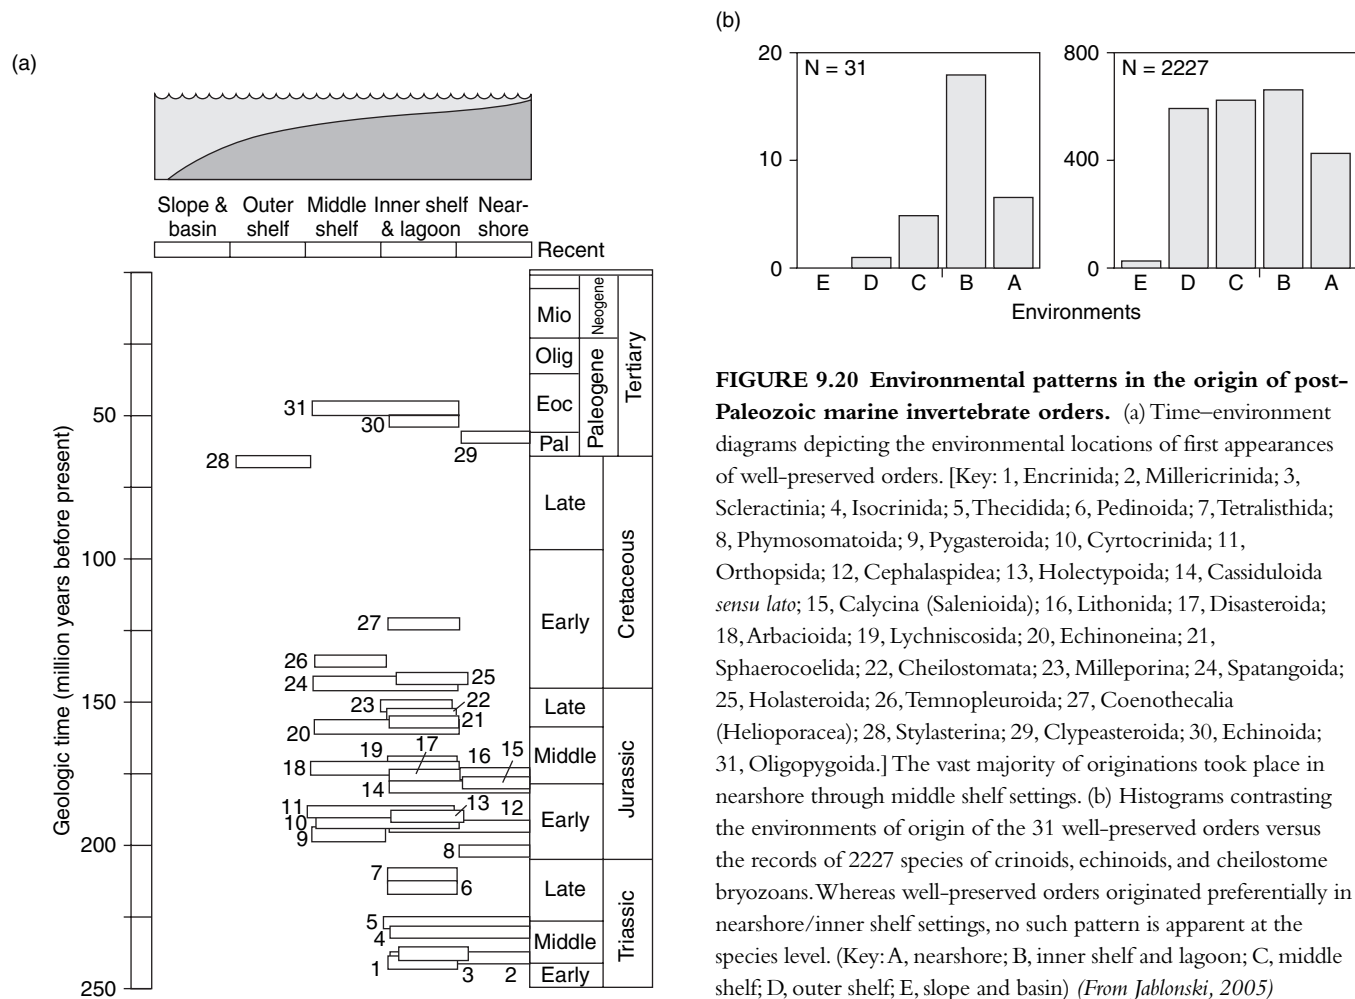 (a)
Slope & basin
Outer shelf
Middle shelf
Inner shelf & lagoon
Near-shore
Recent
Geologic time (million years before present)
50
100
150
200
250
Mio
Olig
Eoc
Pal
Neogene
Paleogene
Tertiary
Late
Early
Cretaceous
Late
Middle
Early
Jurassic
Late
Middle
Early
Triassic
31
30
29
28
27
26
25
24
23
22
21
20
19
17
16
15
18
14
13
12
11
10
9
8
7
6
5
4
1
3
2
(b)
20
10
0
N = 31
E D C B A
800
400
0
N = 2227
E D C B A
Environments
FIGURE 9.20 Environmental patterns in the origin of post-
Paleozoic marine invertebrate orders. (a) Time–environment
diagrams depicting the environmental locations of first appearances
of well-preserved orders. [Key: 1, Encrinida; 2, Millericrinida; 3,
Scleractinia; 4, Isocrinida; 5, Thecidida; 6, Pedinoida; 7, Tetralisthida;
8, Phymosomatoida; 9, Pygasteroida; 10, Cyrtocrinida; 11,
Orthopsida; 12, Cephalaspidea; 13, Holectypoida; 14, Cassiduloida
sensu lato; 15, Calycina (Salenioida); 16, Lithonida; 17, Disasteroida;
18, Arbacioida; 19, Lychniscosida; 20, Echinoneina; 21,
Sphaerocoelida; 22, Cheilostomata; 23, Milleporina; 24, Spatangoida;
25, Holasteroida; 26, Temnopleuroida; 27, Coenothecalia
(Helioporacea); 28, Stylasterina; 29, Clypeasteroida; 30, Echinoida;
31, Oligopygoida.] The vast majority of originations took place in
nearshore through middle shelf settings. (b) Histograms contrasting
the environments of origin of the 31 well-preserved orders versus
the records of 2227 species of crinoids, echinoids, and cheilostome
bryozoans. Whereas well-preserved orders originated preferentially in
nearshore/inner shelf settings, no such pattern is apparent at the
species level. (Key: A, nearshore; B, inner shelf and lagoon; C, middle
shelf; D, outer shelf; E, slope and basin) (From Jablonski, 2005)